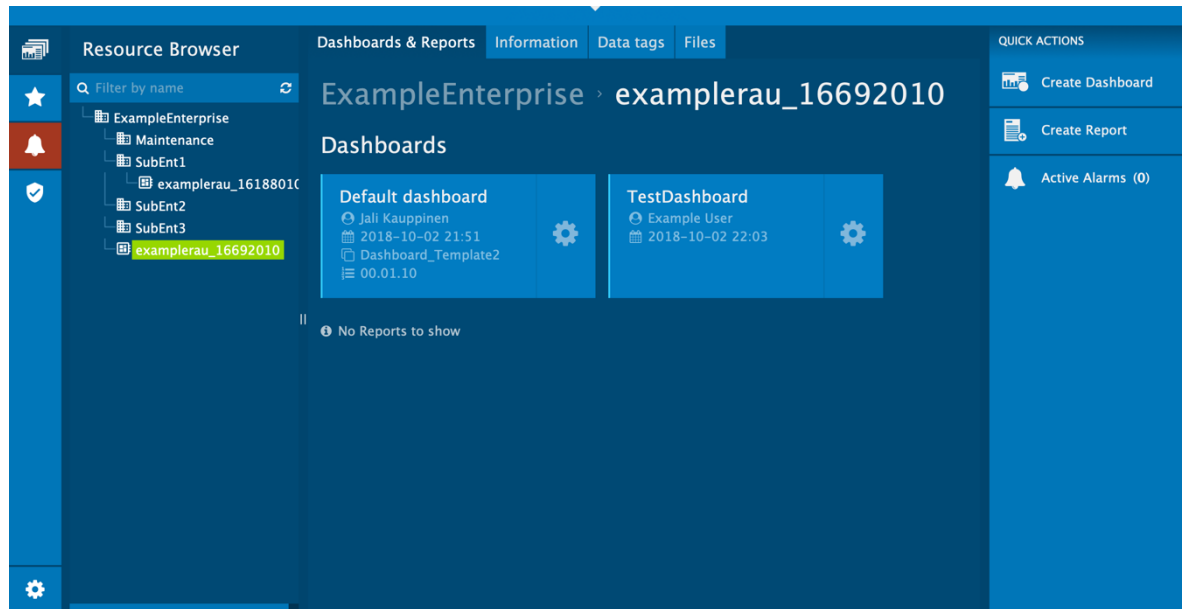 Resource Browser
Filter by name
ExampleEnterprise
Maintenance
SubEnt1
examplerau_1618801
SubEnt2
SubEnt3
examplerau_16692010
Dashboards & Reports
Information
Data tags
Files
ExampleEnterprise › examplerau_16692010
Dashboards
Default dashboard
Jali Kauppinen
2018-10-02 21:51
Dashboard_Template2
00.01.10
TestDashboard
Example User
2018-10-02 22:03
No Reports to show
QUICK ACTIONS
Create Dashboard
Create Report
Active Alarms (0)